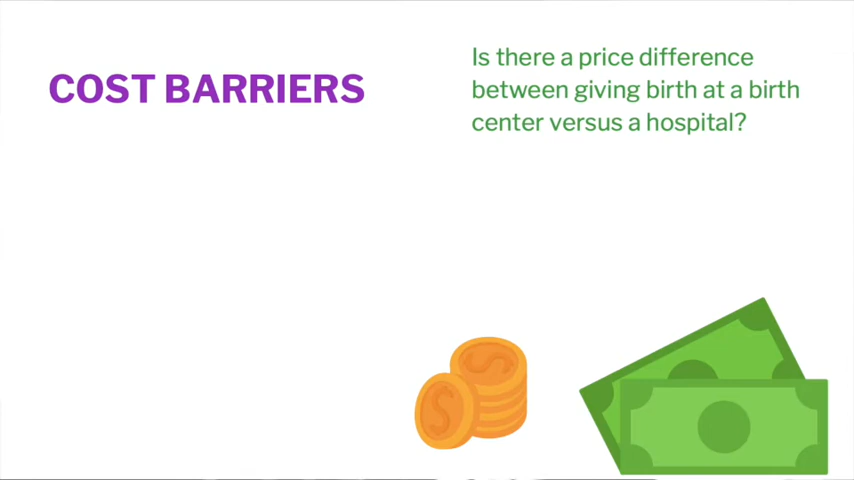 COST BARRIERS
Is there a price difference
between giving birth at a birth
center versus a hospital?